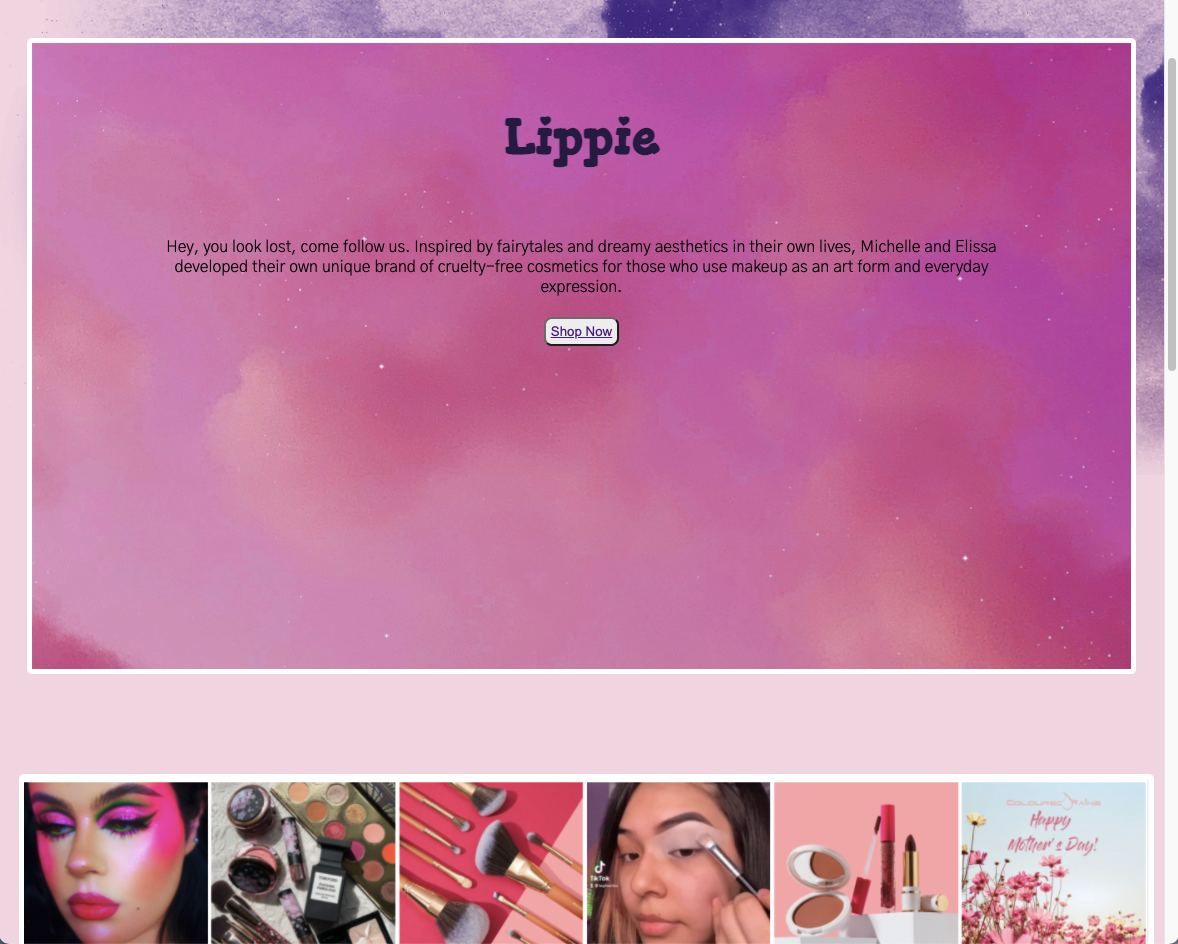 Lippie
Hey, you look lost, come follow us. Inspired by fairytales and dreamy aesthetics in their own lives, Michelle and Elissa
developed their own unique brand of cruelty-free cosmetics for those who use makeup as an art form and everyday
expression.
Shop Now
TikTok
Happy
Mother's Day!